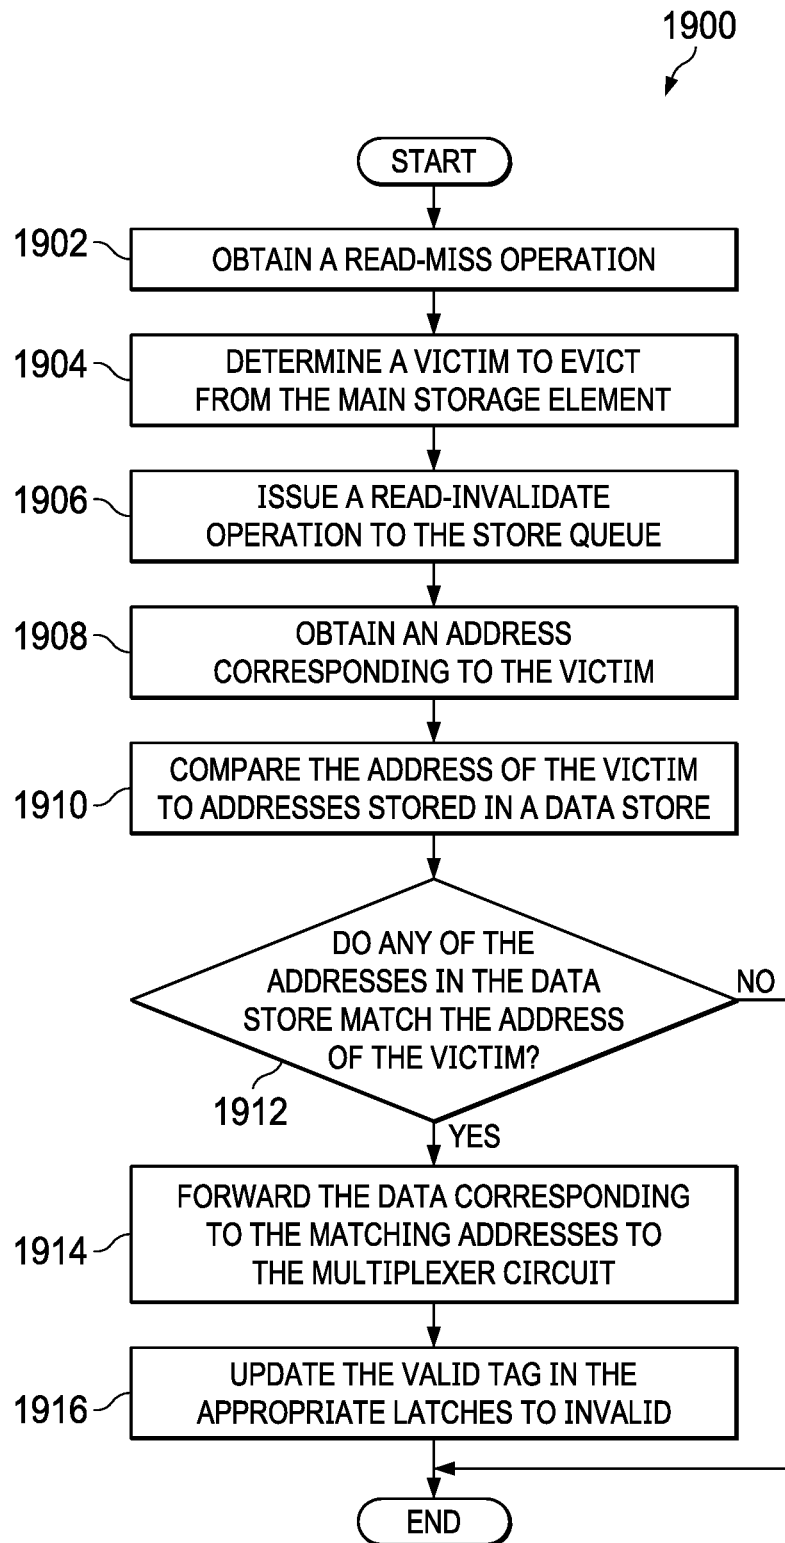 1900
START
1902
OBTAIN A READ-MISS OPERATION
1904
DETERMINE A VICTIM TO EVICT
FROM THE MAIN STORAGE ELEMENT
1906
ISSUE A READ-INVALIDATE
OPERATION TO THE STORE QUEUE
1908
OBTAIN AN ADDRESS
CORRESPONDING TO THE VICTIM
1910
COMPARE THE ADDRESS OF THE VICTIM
TO ADDRESSES STORED IN A DATA STORE
DO ANY OF THE
ADDRESSES IN THE DATA
STORE MATCH THE ADDRESS
OF THE VICTIM?
NO
1912
YES
1914
FORWARD THE DATA CORRESPONDING
TO THE MATCHING ADDRESSES TO
THE MULTIPLEXER CIRCUIT
1916
UPDATE THE VALID TAG IN THE
APPROPRIATE LATCHES TO INVALID
END